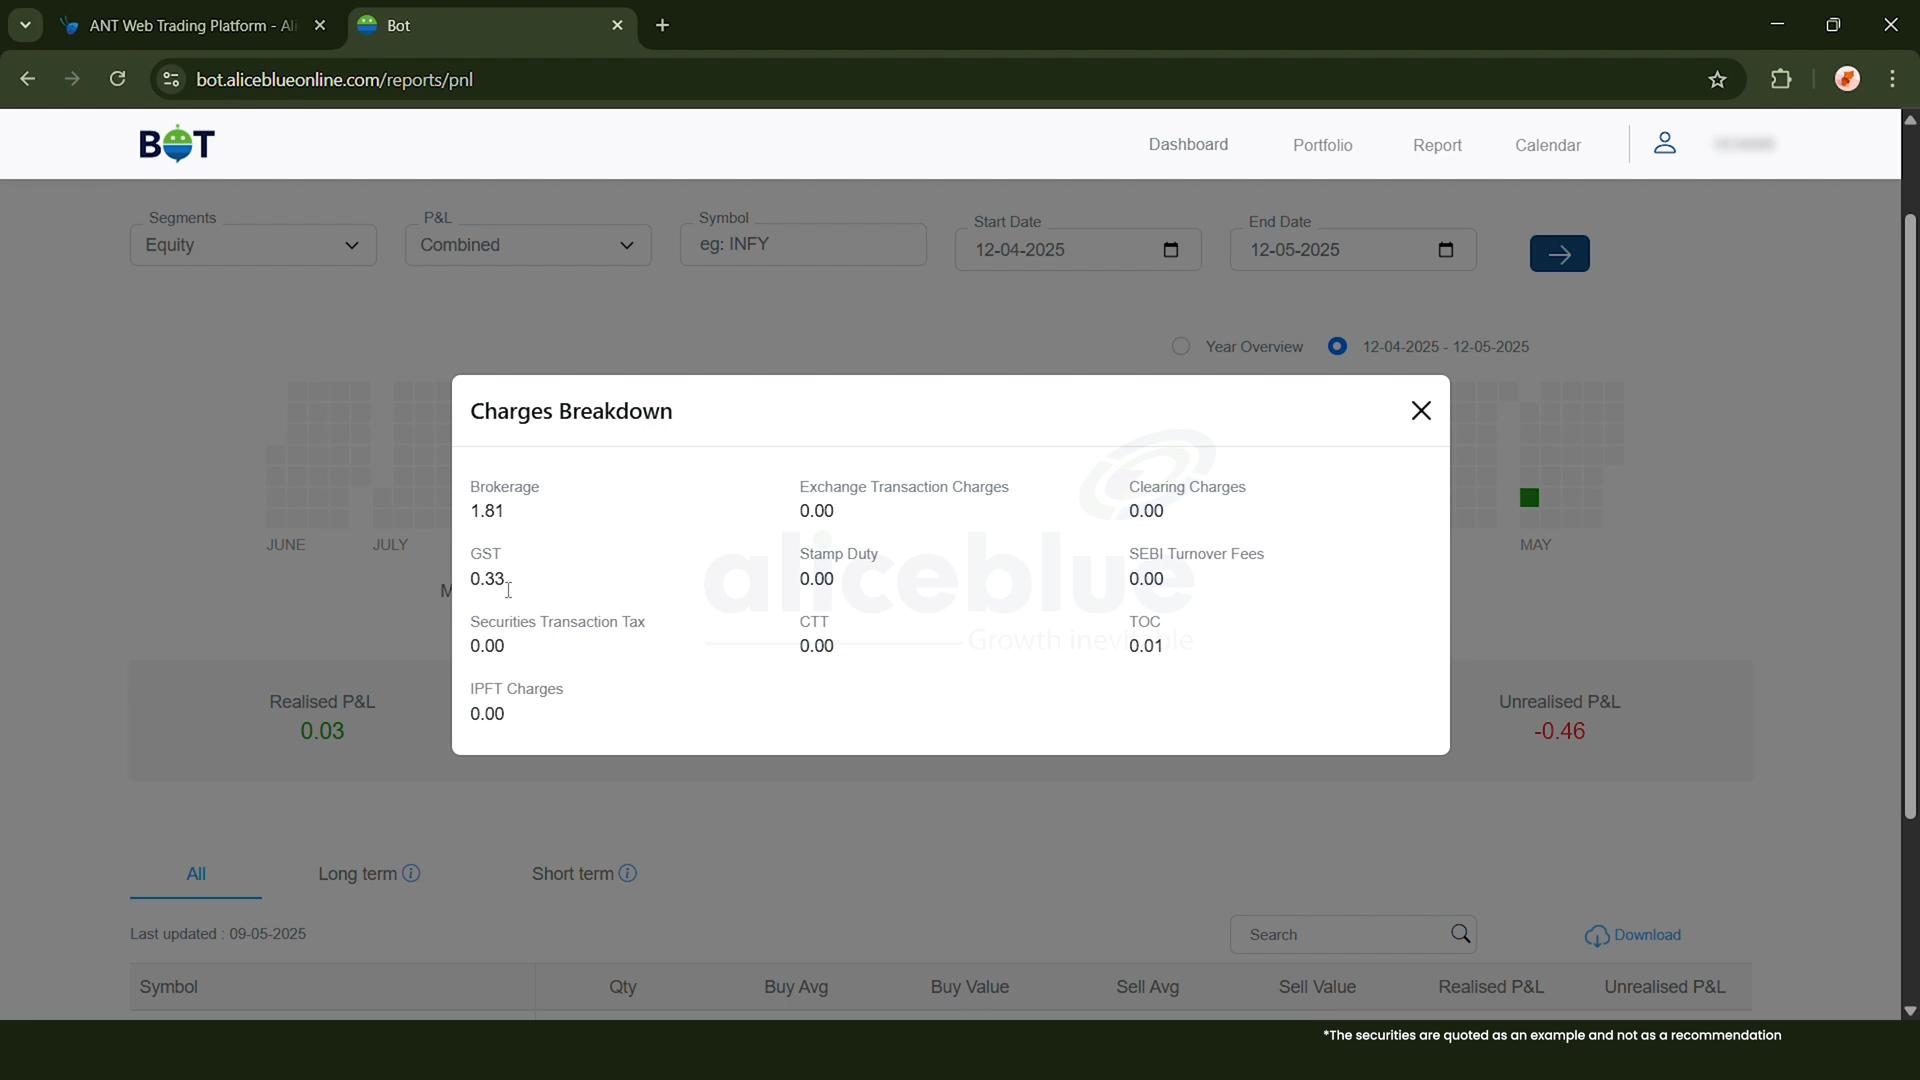 ANT Web Trading Platform - Ali
Bot
bot.aliceblueonline.com/reports/pnl
BOT
Dashboard
Portfolio
Report
Calendar
Segments
Equity
P&L
Combined
Symbol
eg: INFY
Start Date
12-04-2025
End Date
12-05-2025
Year Overview
12-04-2025 - 12-05-2025
Charges Breakdown
Brokerage
1.81
Exchange Transaction Charges
0.00
Clearing Charges
0.00
GST
0.33
Stamp Duty
0.00
SEBI Turnover Fees
0.00
Securities Transaction Tax
0.00
CTT
0.00
TOC
0.01
IPFT Charges
0.00
aliceblue
Growth inevitable
JUNE
JULY
MAY
M
Realised P&L
0.03
Unrealised P&L
-0.46
All
Long term
Short term
Last updated : 09-05-2025
Search
Download
Symbol
Qty
Buy Avg
Buy Value
Sell Avg
Sell Value
Realised P&L
Unrealised P&L
*The securities are quoted as an example and not as a recommendation